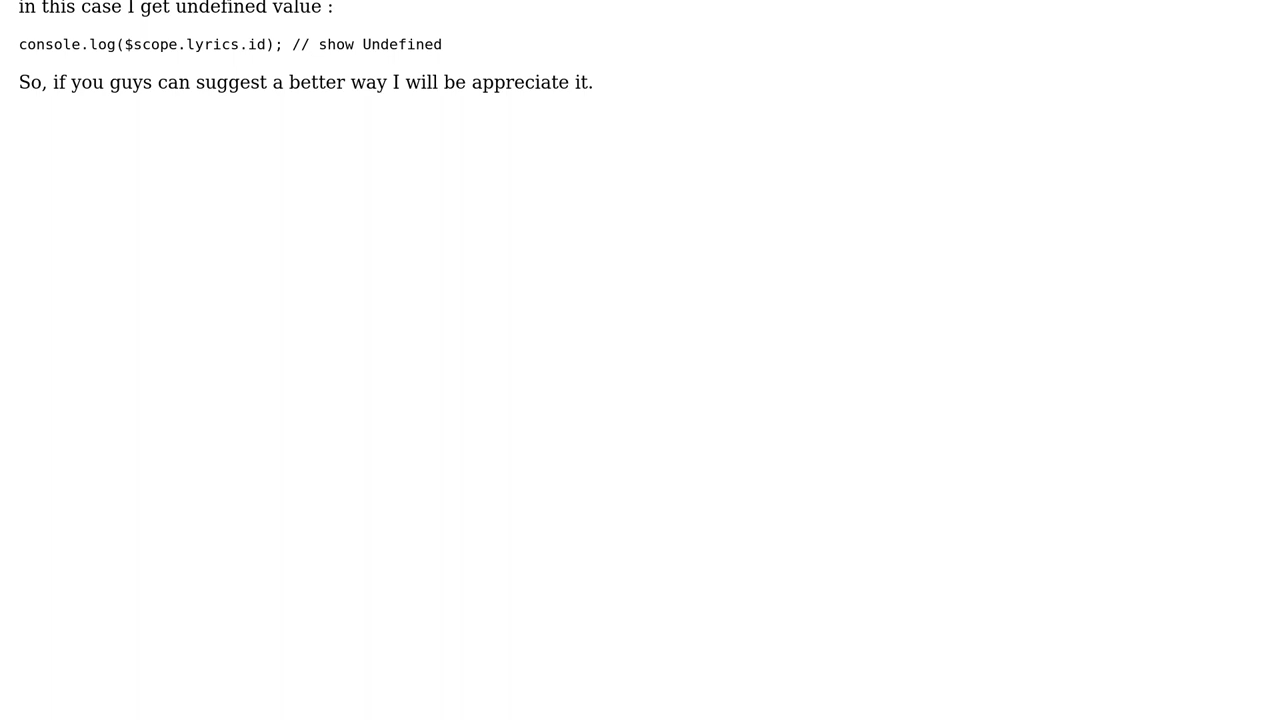 in this case I get undefined value :
console.log($scope.lyrics.id); // show Undefined
So, if you guys can suggest a better way I will be appreciate it.